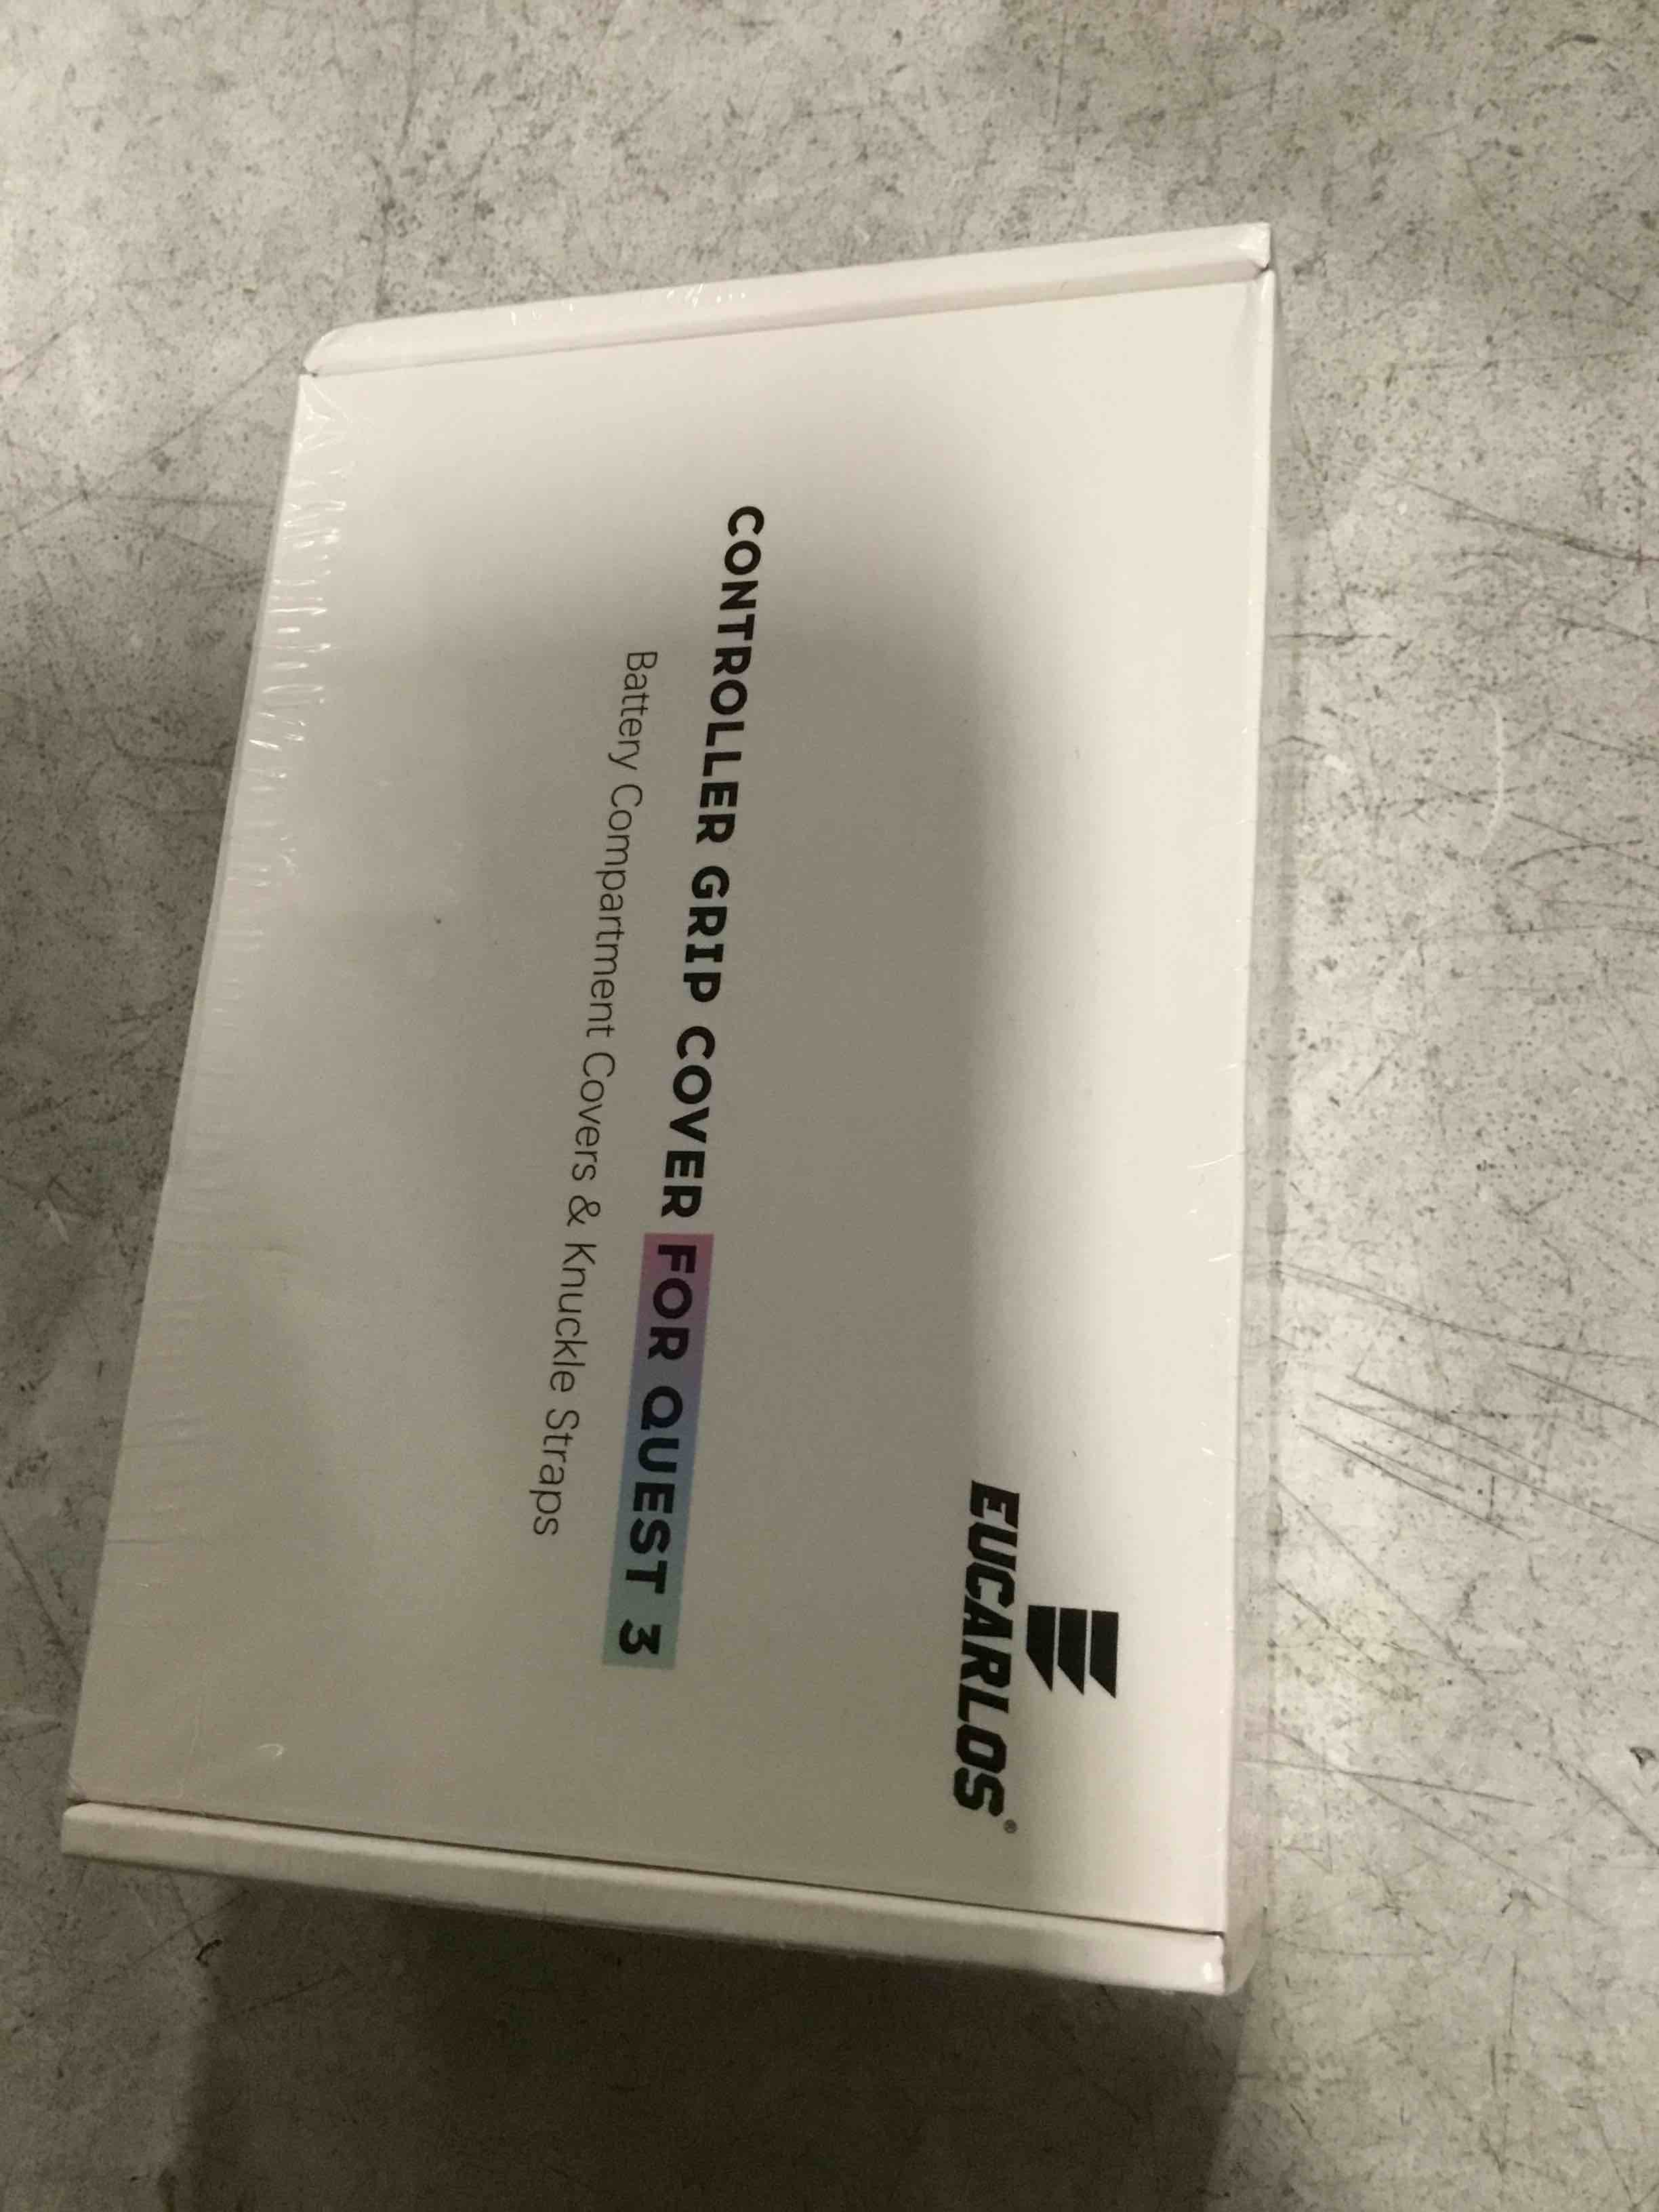 EUCARLOS®
CONTROLLER GRIP COVER FOR QUEST 3
Battery Compartment Covers & Knuckle Straps